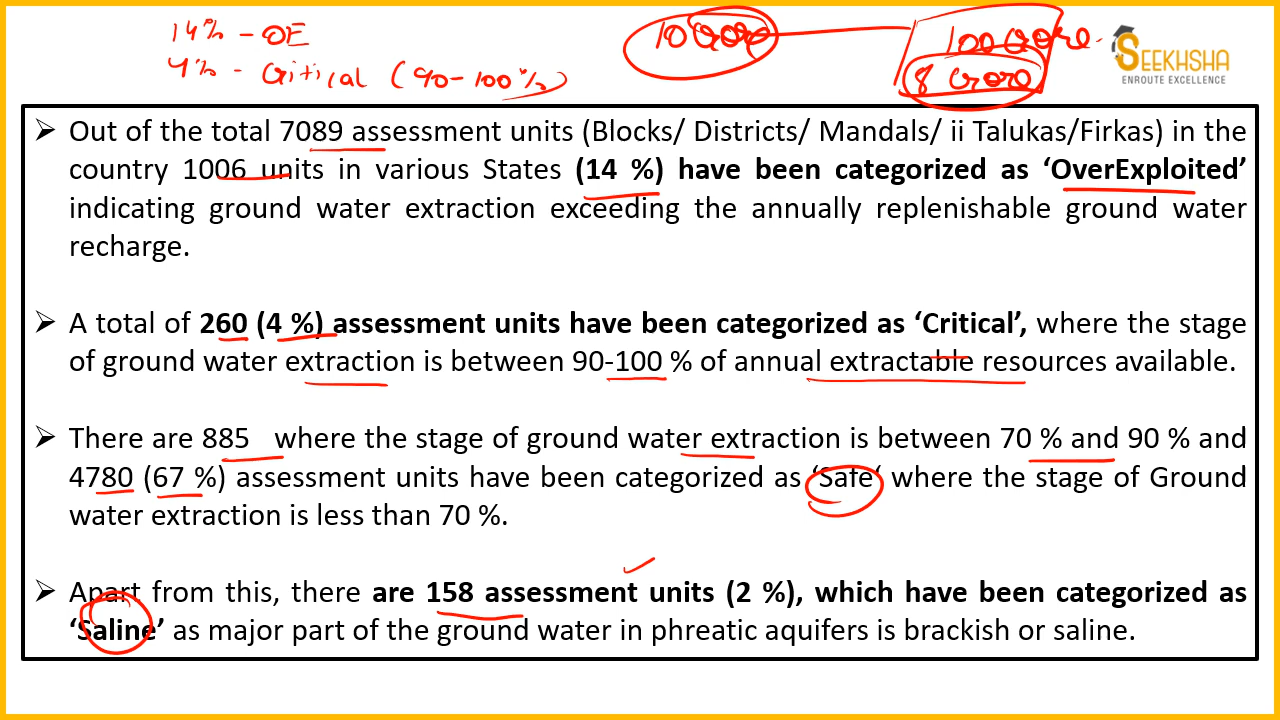 14% - OE
4% - Critical (90-100%)
10 crore
100 crore.
8 crore
SEEKHSHA
ENROUTE EXCELLENCE
➢ Out of the total 7089 assessment units (Blocks/ Districts/ Mandals/ ii Talukas/Firkas) in the
country 1006 units in various States (14 %) have been categorized as ‘OverExploited’
indicating ground water extraction exceeding the annually replenishable ground water
recharge.
➢ A total of 260 (4 %) assessment units have been categorized as ‘Critical’, where the stage
of ground water extraction is between 90-100 % of annual extractable resources available.
➢ There are 885 where the stage of ground water extraction is between 70 % and 90 % and
4780 (67 %) assessment units have been categorized as ‘Safe‘ where the stage of Ground
water extraction is less than 70 %.
➢ Apart from this, there are 158 assessment units (2 %), which have been categorized as
‘Saline’ as major part of the ground water in phreatic aquifers is brackish or saline.